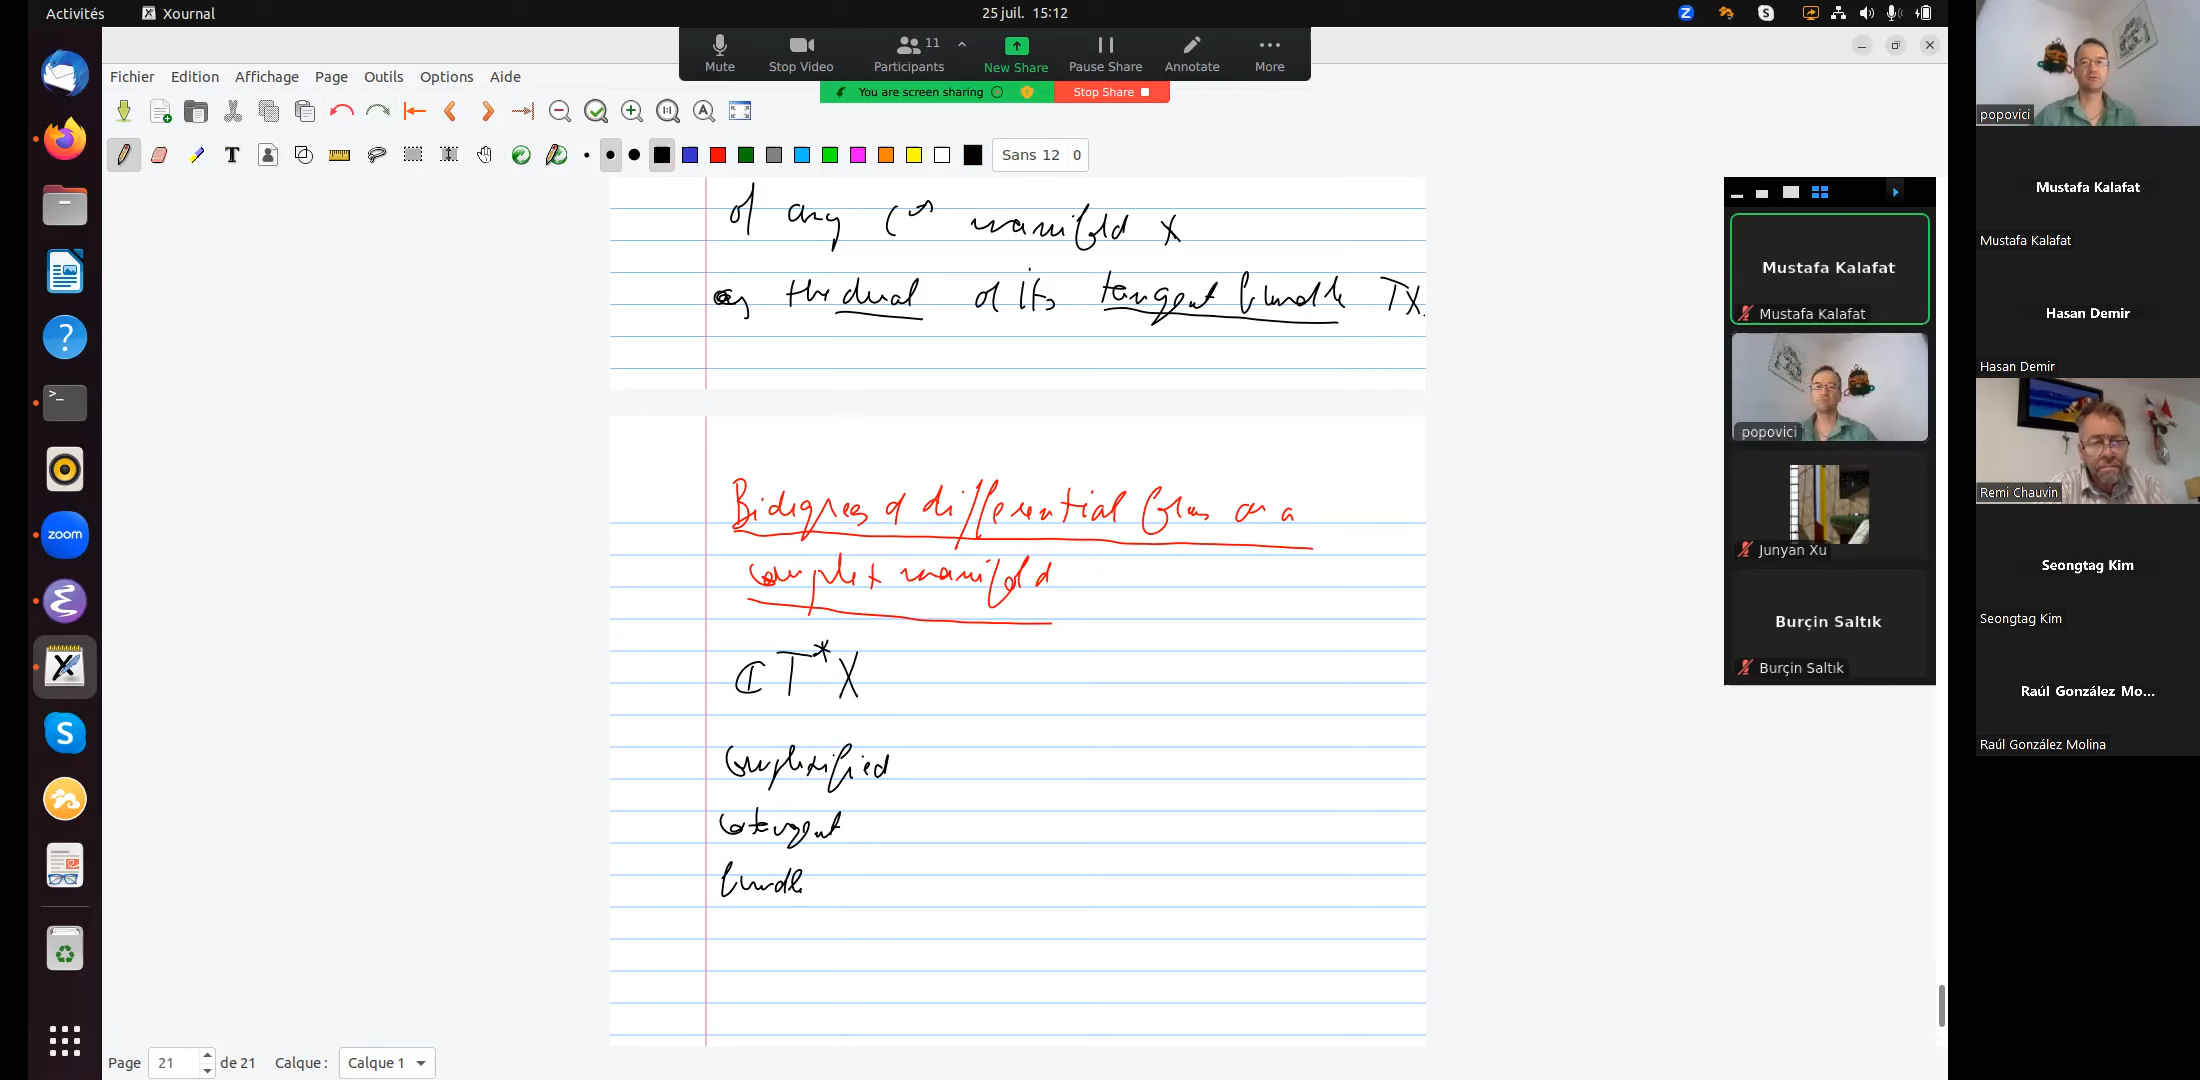 Activités
Xournal
25 juil. 15:12
Mute
Stop Video
Participants
11
New Share
Pause Share
Annotate
More
You are screen sharing
Stop Share
Fichier Edition Affichage Page Outils Options Aide
Sans 12 0
of any C∞ manifold X
as the dual of its tangent bundle TX.
Bidegrees of differential forms on a
complex manifold
ℂT*X
complexified
cotangent
bundle
Page 21 de 21 Calque : Calque 1
zoom
Mustafa Kalafat
Mustafa Kalafat
popovici
Junyan Xu
Burçin Saltık
Burçin Saltık
popovici
Mustafa Kalafat
Mustafa Kalafat
Hasan Demir
Hasan Demir
Remi Chauvin
Seongtag Kim
Seongtag Kim
Raúl González Mo...
Raúl González Molina